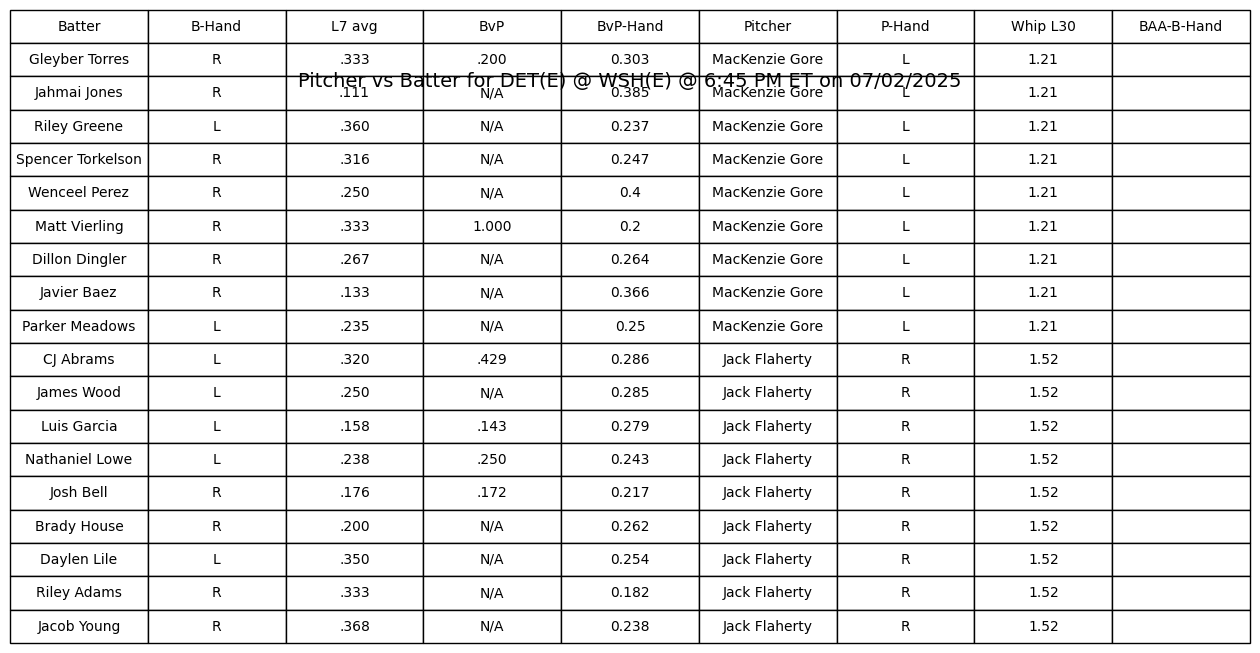 Batter B-Hand L7 avg BvP BvP-Hand Pitcher P-Hand Whip L30 BAA-B-Hand
Gleyber Torres R .333 .200 0.303 MacKenzie Gore L 1.21
Pitcher vs Batter for DET(E) @ WSH(E) @ 6:45 PM ET on 07/02/2025
Jahmai Jones R .111 N/A 0.385 MacKenzie Gore L 1.21
Riley Greene L .360 N/A 0.237 MacKenzie Gore L 1.21
Spencer Torkelson R .316 N/A 0.247 MacKenzie Gore L 1.21
Wenceel Perez R .250 N/A 0.4 MacKenzie Gore L 1.21
Matt Vierling R .333 1.000 0.2 MacKenzie Gore L 1.21
Dillon Dingler R .267 N/A 0.264 MacKenzie Gore L 1.21
Javier Baez R .133 N/A 0.366 MacKenzie Gore L 1.21
Parker Meadows L .235 N/A 0.25 MacKenzie Gore L 1.21
CJ Abrams L .320 .429 0.286 Jack Flaherty R 1.52
James Wood L .250 N/A 0.285 Jack Flaherty R 1.52
Luis Garcia L .158 .143 0.279 Jack Flaherty R 1.52
Nathaniel Lowe L .238 .250 0.243 Jack Flaherty R 1.52
Josh Bell R .176 .172 0.217 Jack Flaherty R 1.52
Brady House R .200 N/A 0.262 Jack Flaherty R 1.52
Daylen Lile L .350 N/A 0.254 Jack Flaherty R 1.52
Riley Adams R .333 N/A 0.182 Jack Flaherty R 1.52
Jacob Young R .368 N/A 0.238 Jack Flaherty R 1.52